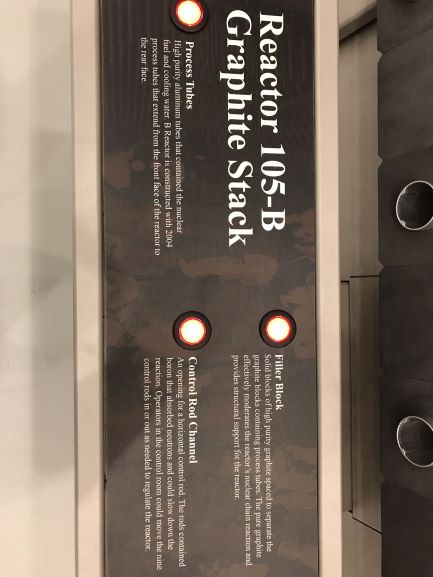 Reactor 105-B
Graphite Stack
Process Tubes
High purity aluminum tubes that contained the nuclear
fuel and cooling water. B Reactor is constructed with 2004
process tubes that extend from the front face of the reactor to
the rear face.
Filler Block
Solid blocks of high purity graphite spaced to separate the
graphite blocks containing process tubes. The pure graphite
effectively moderates the reactor's nuclear chain reaction and
provides structural support for the reactor.
Control Rod Channel
An opening for a horizontal control rod. The rods contained
boron that absorbed neutrons and could slow down the
reaction. Operators in the control room could move the nine
control rods in or out as needed to regulate the reactor.